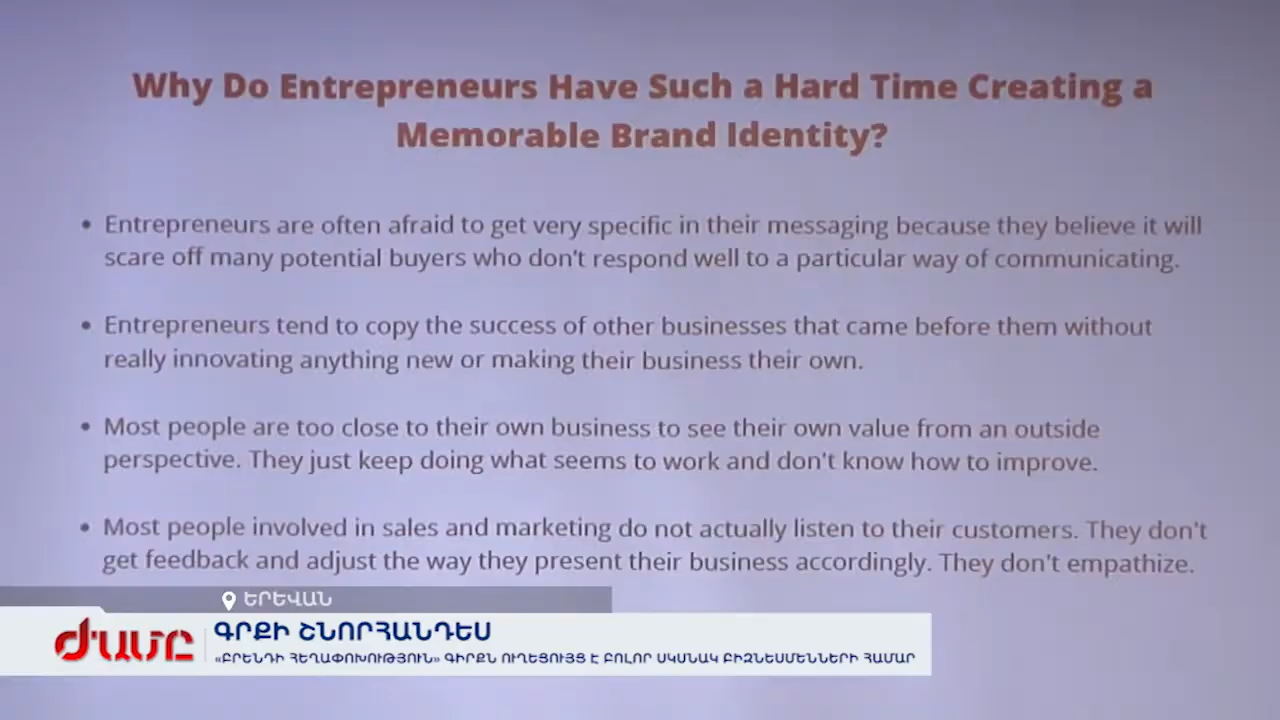 Why Do Entrepreneurs Have Such a Hard Time Creating a
Memorable Brand Identity?
• Entrepreneurs are often afraid to get very specific in their messaging because they believe it will
scare off many potential buyers who don't respond well to a particular way of communicating.
• Entrepreneurs tend to copy the success of other businesses that came before them without
really innovating anything new or making their business their own.
• Most people are too close to their own business to see their own value from an outside
perspective. They just keep doing what seems to work and don't know how to improve.
• Most people involved in sales and marketing do not actually listen to their customers. They don't
get feedback and adjust the way they present their business accordingly. They don't empathize.
ԵՐԵՎԱՆ
ԺԱՄԸ
ԳՐՔԻ ՇՆՈՐՀԱՆԴԵՍ
«ԲՐԵՆԴԻ ՀԵՂԱՓՈԽՈՒԹՅՈՒՆ» ԳԻՐՔՆ ՈՒՂԵՑՈՒՅՑ Է ԲՈԼՈՐ ՍԿՍՆԱԿ ԲԻԶՆԵՍՄԵՆՆԵՐԻ ՀԱՄԱՐ